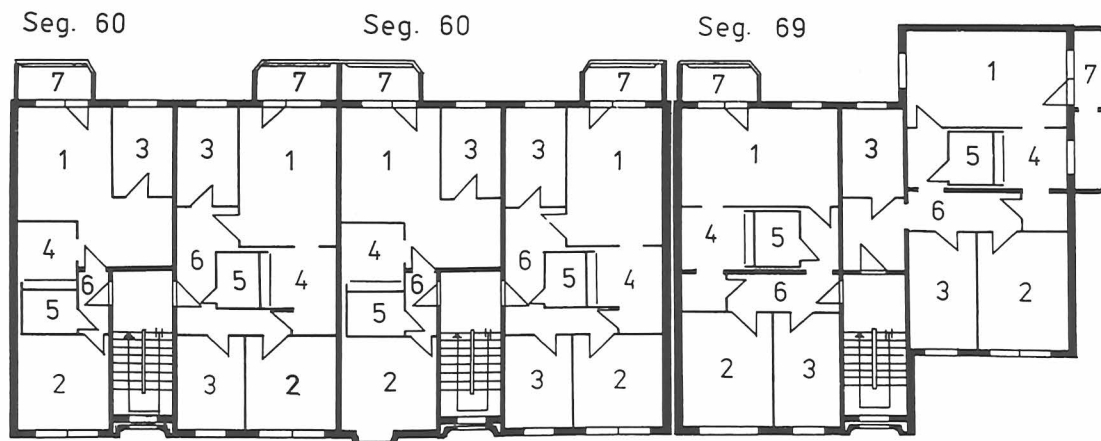 Seg. 60 Seg. 60 Seg. 69
7 7 7 7 7 1 7
1 3 3 1 1 3 3 1 1 3 5 4
4 6 5 4 4 6 5 4 4 5 6
5 6 5 6 6
2 3 2 2 3 2 2 3 3 2